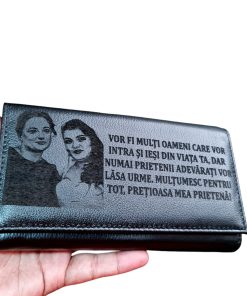 VOR FI MULȚI OAMENI CARE VOR
INTRA ȘI IEȘI DIN VIAȚA TA, DAR
NUMAI PRIETENII ADEVĂRAȚI VOR
LĂSA URME. MULȚUMESC PENTRU
TOT, PREȚIOASA MEA PRIETENĂ!